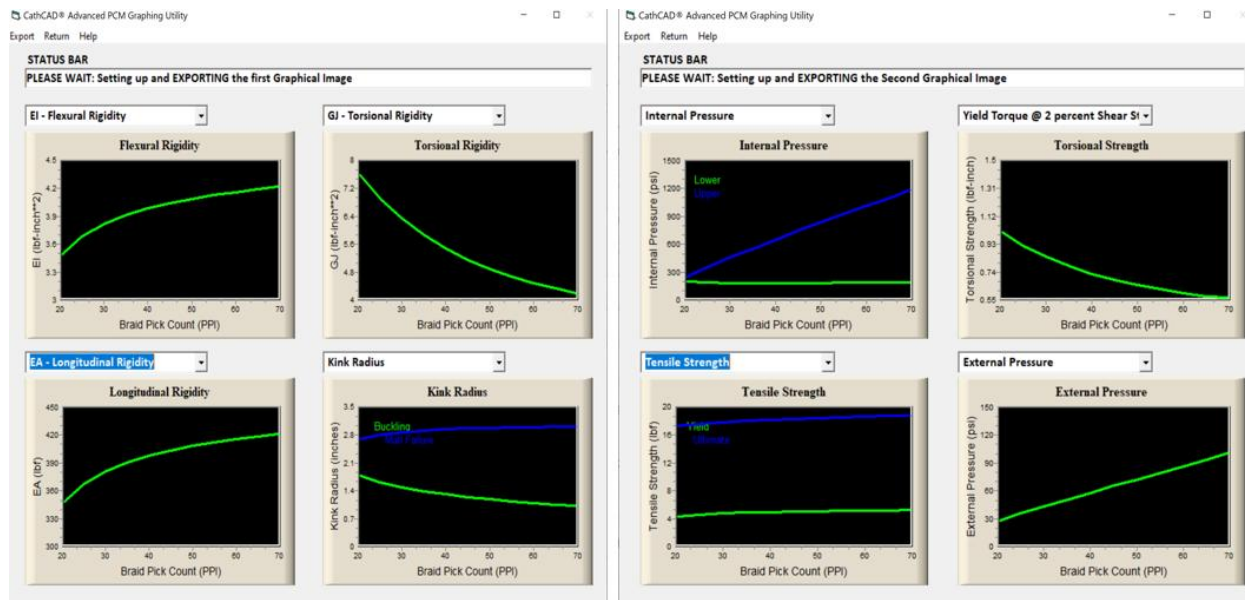 CathCAD® Advanced PCM Graphing Utility
Export Return Help
STATUS BAR
PLEASE WAIT: Setting up and EXPORTING the first Graphical Image
EI - Flexural Rigidity
GJ - Torsional Rigidity
Flexural Rigidity
4.5
4.2
3.9
3.6
3.3
3
EI (lbf-inch**2)
20 30 40 50 60 70
Braid Pick Count (PPI)
Torsional Rigidity
8
7.2
6.4
5.6
4.8
4
GJ (lbf-inch**2)
20 30 40 50 60 70
Braid Pick Count (PPI)
EA - Longitudinal Rigidity
Kink Radius
Longitudinal Rigidity
450
420
390
360
330
300
EA (lbf)
20 30 40 50 60 70
Braid Pick Count (PPI)
Kink Radius
3.5
2.8
2.1
1.4
0.7
0
Kink Radius (inches)
Buckling
20 30 40 50 60 70
Braid Pick Count (PPI)
CathCAD® Advanced PCM Graphing Utility
Export Return Help
STATUS BAR
PLEASE WAIT: Setting up and EXPORTING the Second Graphical Image
Internal Pressure
Yield Torque @ 2 percent Shear St
Internal Pressure
1500
1200
900
600
300
0
Internal Pressure (psi)
Lower
Upper
20 30 40 50 60 70
Braid Pick Count (PPI)
Torsional Strength
1.5
1.31
1.12
0.93
0.74
0.55
Torsional Strength (lbf-inch)
20 30 40 50 60 70
Braid Pick Count (PPI)
Tensile Strength
External Pressure
Tensile Strength
20
16
12
8
4
0
Tensile Strength (lbf)
Yield
Ultimate
20 30 40 50 60 70
Braid Pick Count (PPI)
External Pressure
150
120
90
60
30
0
External Pressure (psi)
20 30 40 50 60 70
Braid Pick Count (PPI)